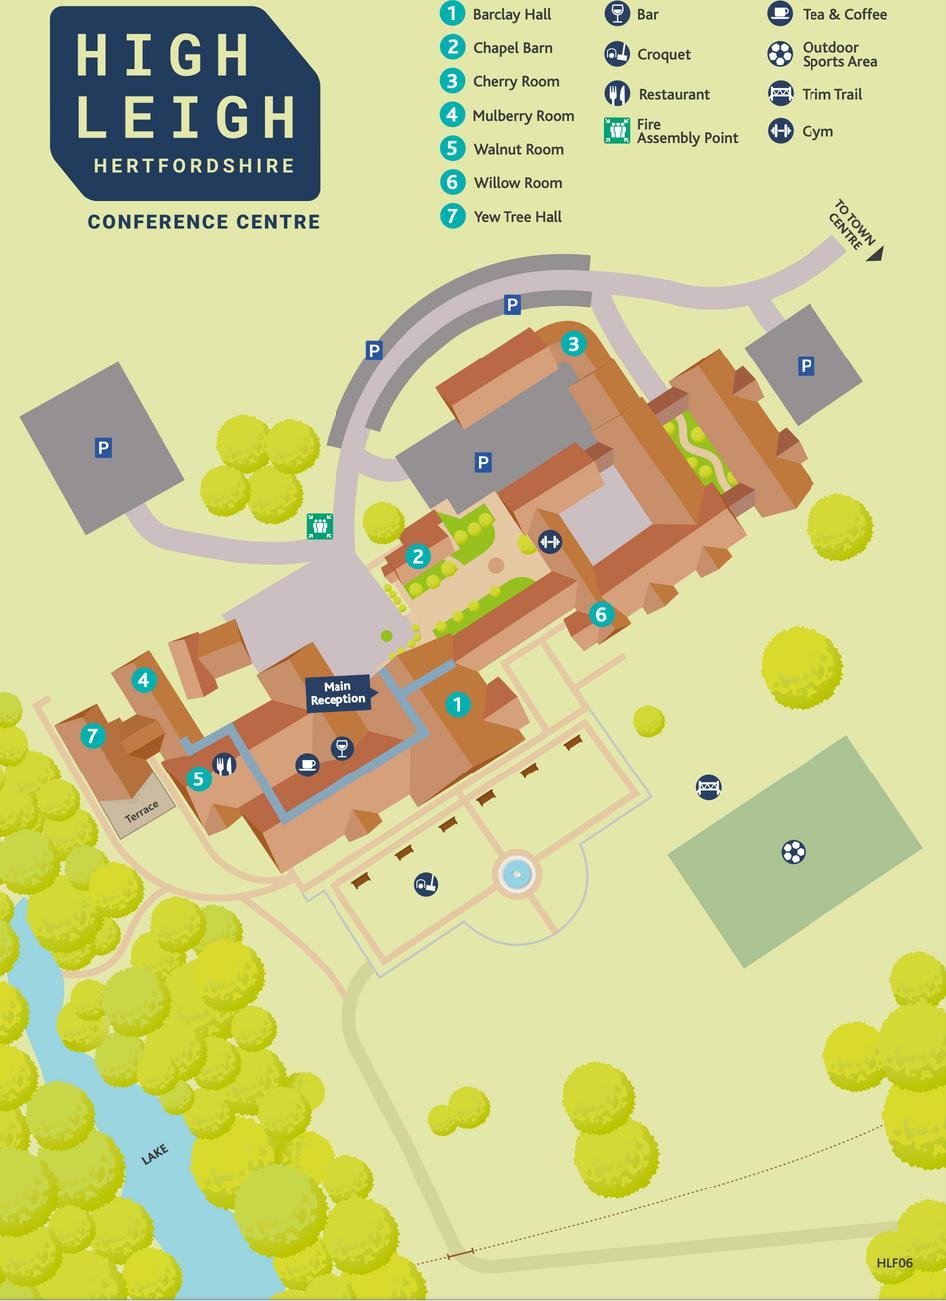 HIGH
LEIGH
HERTFORDSHIRE
CONFERENCE CENTRE
1 Barclay Hall
2 Chapel Barn
3 Cherry Room
4 Mulberry Room
5 Walnut Room
6 Willow Room
7 Yew Tree Hall
Bar
Croquet
Restaurant
Fire
Assembly Point
Tea & Coffee
Outdoor
Sports Area
Trim Trail
Gym
TO TOWN
CENTRE
P
P
3
P
P
P
2
6
4
Main
Reception
1
7
5
Terrace
LAKE
HLF06